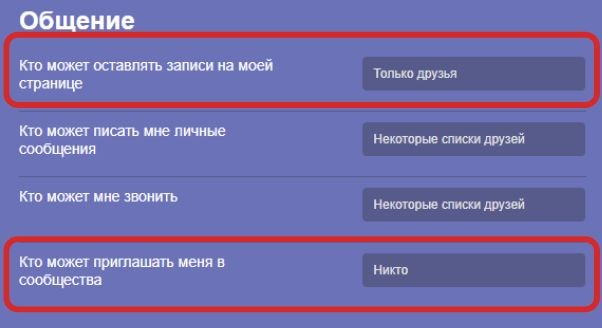 Общение
Кто может оставлять записи на моей
странице
Только друзья
Кто может писать мне личные
сообщения
Некоторые списки друзей
Кто может мне звонить
Некоторые списки друзей
Кто может приглашать меня в
сообщества
Никто